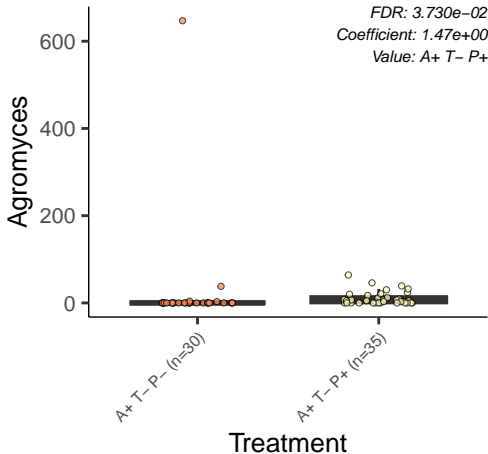 FDR: 3.730e−02
Coefficient: 1.47e+00
Value: A+ T− P+
600
400
200
0
Agromyces
A+ T− P− (n=30)
A+ T− P+ (n=35)
Treatment